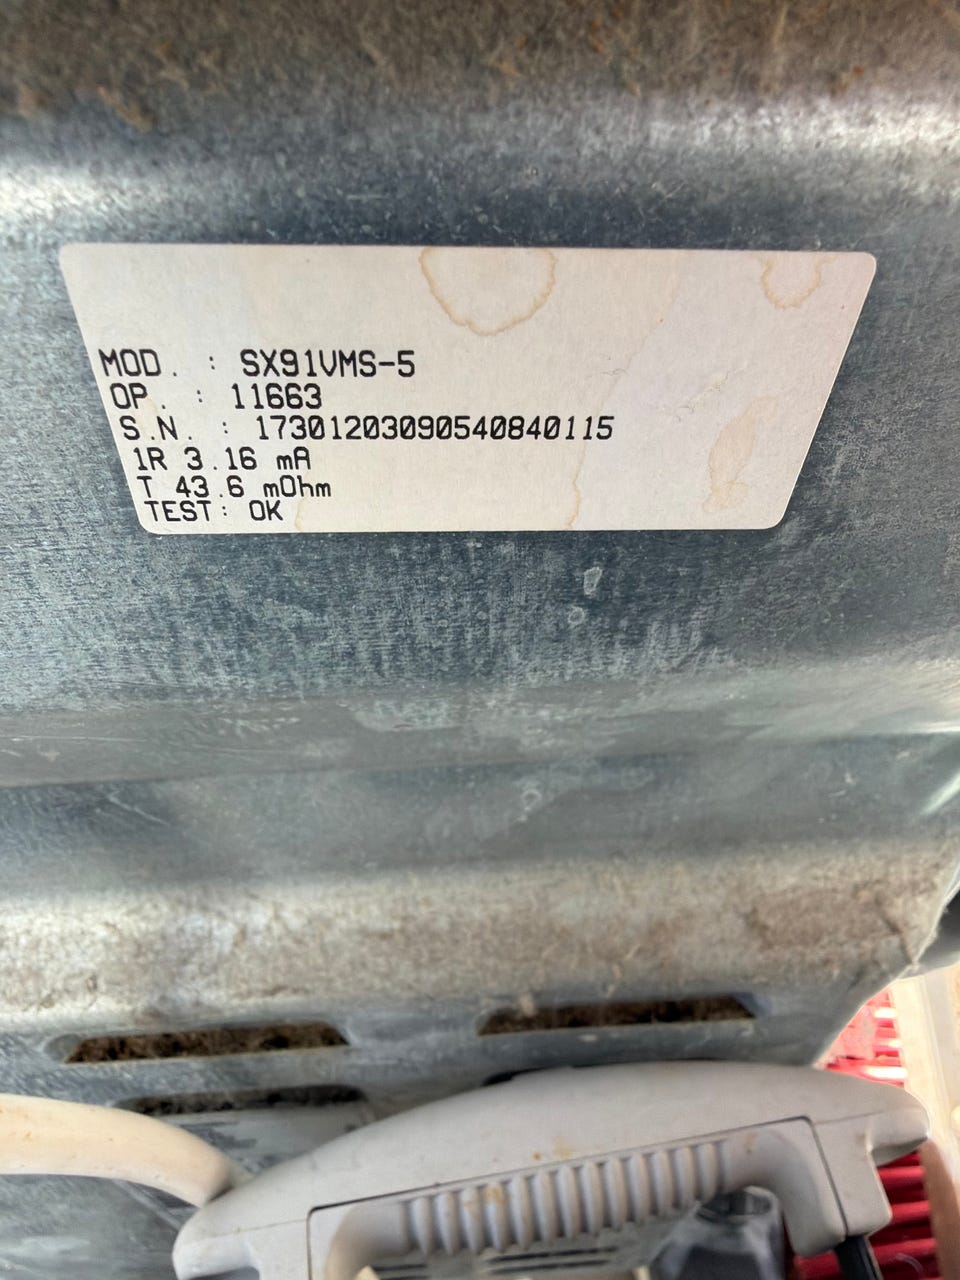 MOD. : SX91VMS-5
OP. : 11663
S.N. : 17301203090540840115
1R 3.16 mA
T 43.6 mOhm
TEST: OK